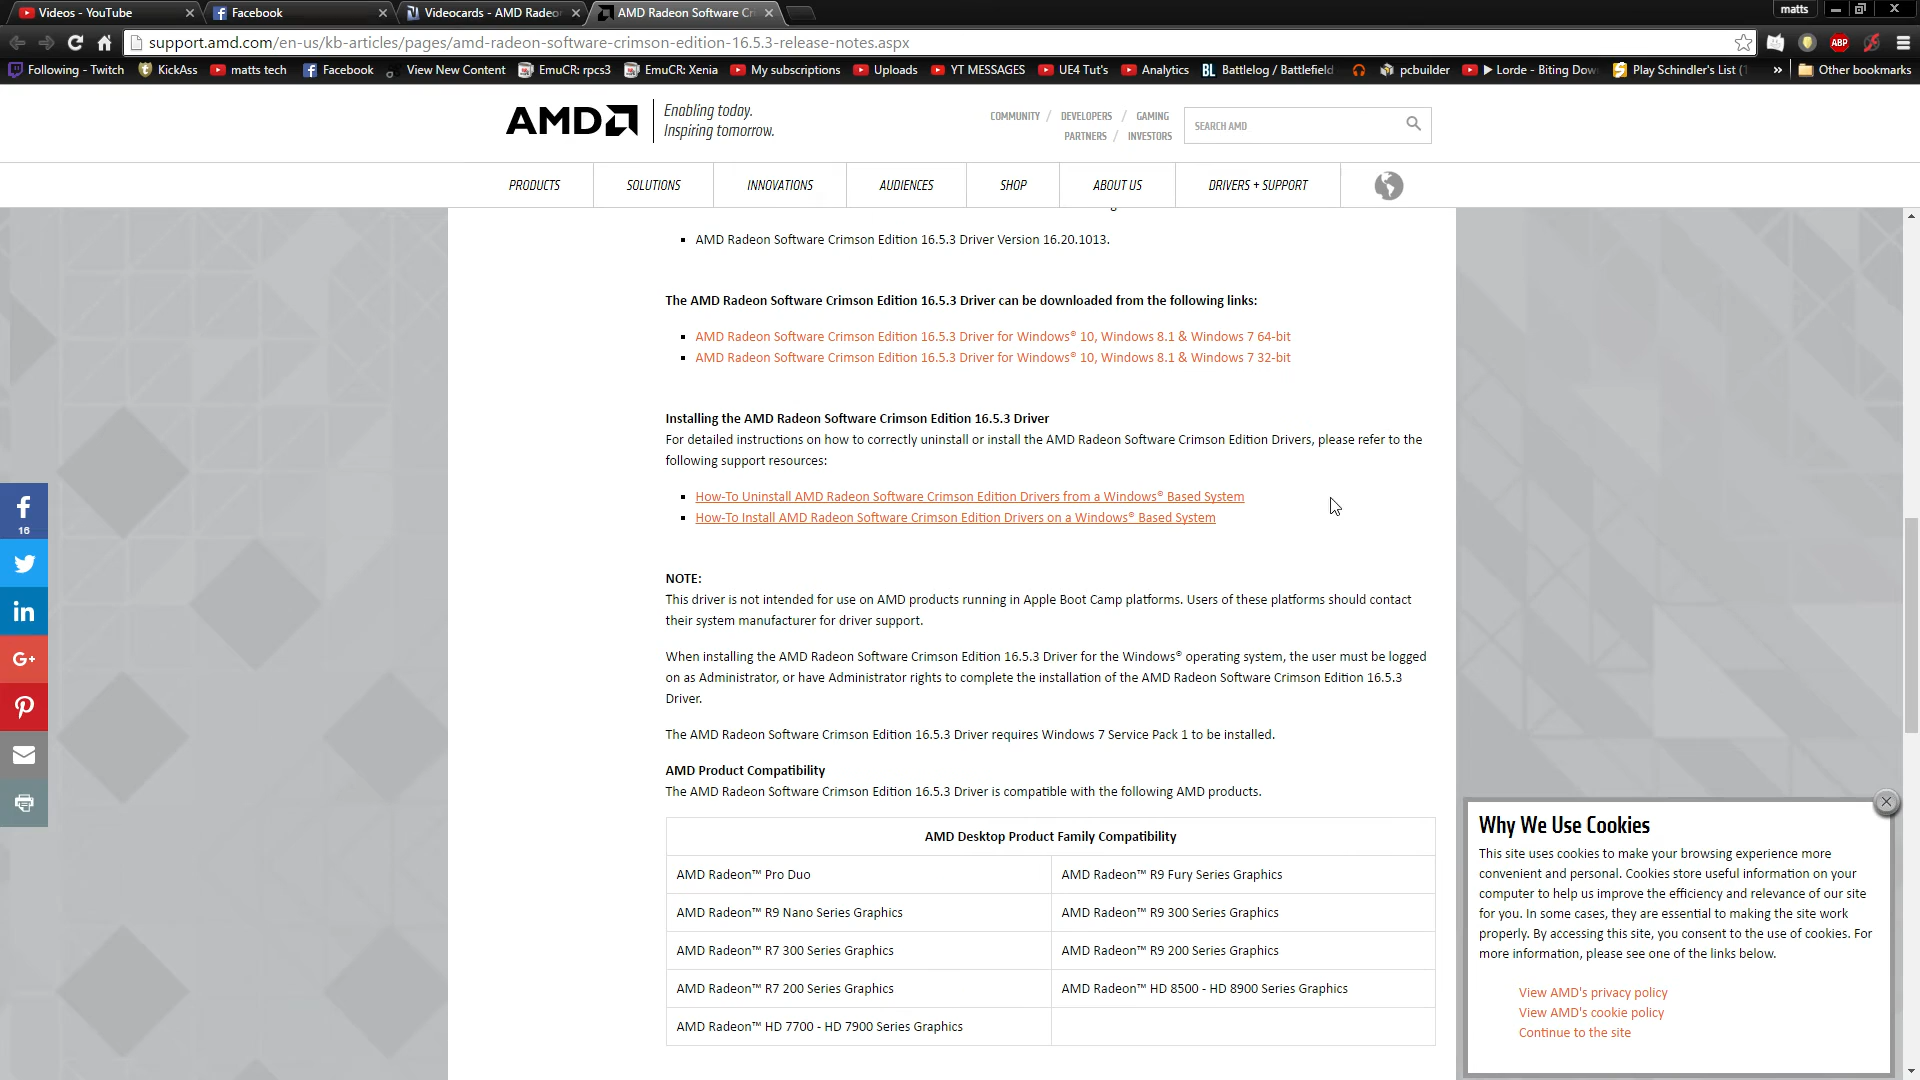 Videos - YouTube
Facebook
Videocards - AMD Radeo
AMD Radeon Software Cr
matts
support.amd.com/en-us/kb-articles/pages/amd-radeon-software-crimson-edition-16.5.3-release-notes.aspx
ABP
Following - Twitch
KickAss
matts tech
Facebook
View New Content
EmuCR: rpcs3
EmuCR: Xenia
My subscriptions
Uploads
YT MESSAGES
UE4 Tut's
Analytics
BL Battlelog / Battlefield
pcbuilder
▶ Lorde - Biting Dow
Play Schindler's List (
» Other bookmarks
AMD
Enabling today.
Inspiring tomorrow.
COMMUNITY / DEVELOPERS / GAMING
PARTNERS / INVESTORS
SEARCH AMD
PRODUCTS
SOLUTIONS
INNOVATIONS
AUDIENCES
SHOP
ABOUT US
DRIVERS + SUPPORT
▪ AMD Radeon Software Crimson Edition 16.5.3 Driver Version 16.20.1013.
The AMD Radeon Software Crimson Edition 16.5.3 Driver can be downloaded from the following links:
▪ AMD Radeon Software Crimson Edition 16.5.3 Driver for Windows® 10, Windows 8.1 & Windows 7 64-bit
▪ AMD Radeon Software Crimson Edition 16.5.3 Driver for Windows® 10, Windows 8.1 & Windows 7 32-bit
Installing the AMD Radeon Software Crimson Edition 16.5.3 Driver
For detailed instructions on how to correctly uninstall or install the AMD Radeon Software Crimson Edition Drivers, please refer to the
following support resources:
▪ How-To Uninstall AMD Radeon Software Crimson Edition Drivers from a Windows® Based System
▪ How-To Install AMD Radeon Software Crimson Edition Drivers on a Windows® Based System
NOTE:
This driver is not intended for use on AMD products running in Apple Boot Camp platforms. Users of these platforms should contact
their system manufacturer for driver support.
When installing the AMD Radeon Software Crimson Edition 16.5.3 Driver for the Windows® operating system, the user must be logged
on as Administrator, or have Administrator rights to complete the installation of the AMD Radeon Software Crimson Edition 16.5.3
Driver.
The AMD Radeon Software Crimson Edition 16.5.3 Driver requires Windows 7 Service Pack 1 to be installed.
AMD Product Compatibility
The AMD Radeon Software Crimson Edition 16.5.3 Driver is compatible with the following AMD products.
AMD Desktop Product Family Compatibility
AMD Radeon™ Pro Duo
AMD Radeon™ R9 Fury Series Graphics
AMD Radeon™ R9 Nano Series Graphics
AMD Radeon™ R9 300 Series Graphics
AMD Radeon™ R7 300 Series Graphics
AMD Radeon™ R9 200 Series Graphics
AMD Radeon™ R7 200 Series Graphics
AMD Radeon™ HD 8500 - HD 8900 Series Graphics
AMD Radeon™ HD 7700 - HD 7900 Series Graphics
f
16
in
G+
Why We Use Cookies
This site uses cookies to make your browsing experience more
convenient and personal. Cookies store useful information on your
computer to help us improve the efficiency and relevance of our site
for you. In some cases, they are essential to making the site work
properly. By accessing this site, you consent to the use of cookies. For
more information, please see one of the links below.
View AMD's privacy policy
View AMD's cookie policy
Continue to the site